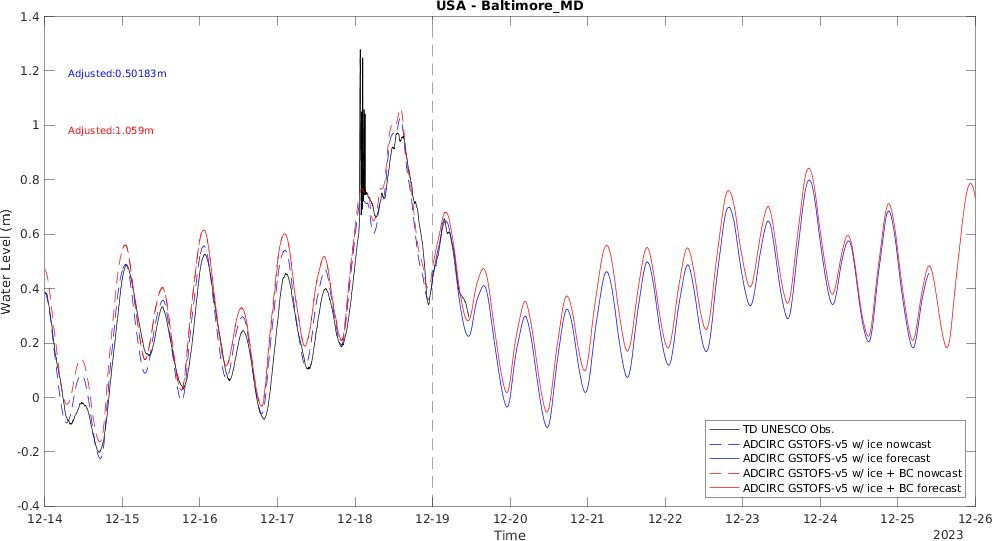 USA - Baltimore_MD
1.4
1.2
1
0.8
0.6
0.4
0.2
0
-0.2
-0.4
Water Level (m)
Adjusted:0.50183m
Adjusted:1.059m
TD UNESCO Obs.
ADCIRC GSTOFS-v5 w/ ice nowcast
ADCIRC GSTOFS-v5 w/ ice forecast
ADCIRC GSTOFS-v5 w/ ice + BC nowcast
ADCIRC GSTOFS-v5 w/ ice + BC forecast
12-14 12-15 12-16 12-17 12-18 12-19 12-20 12-21 12-22 12-23 12-24 12-25 12-26
Time
2023